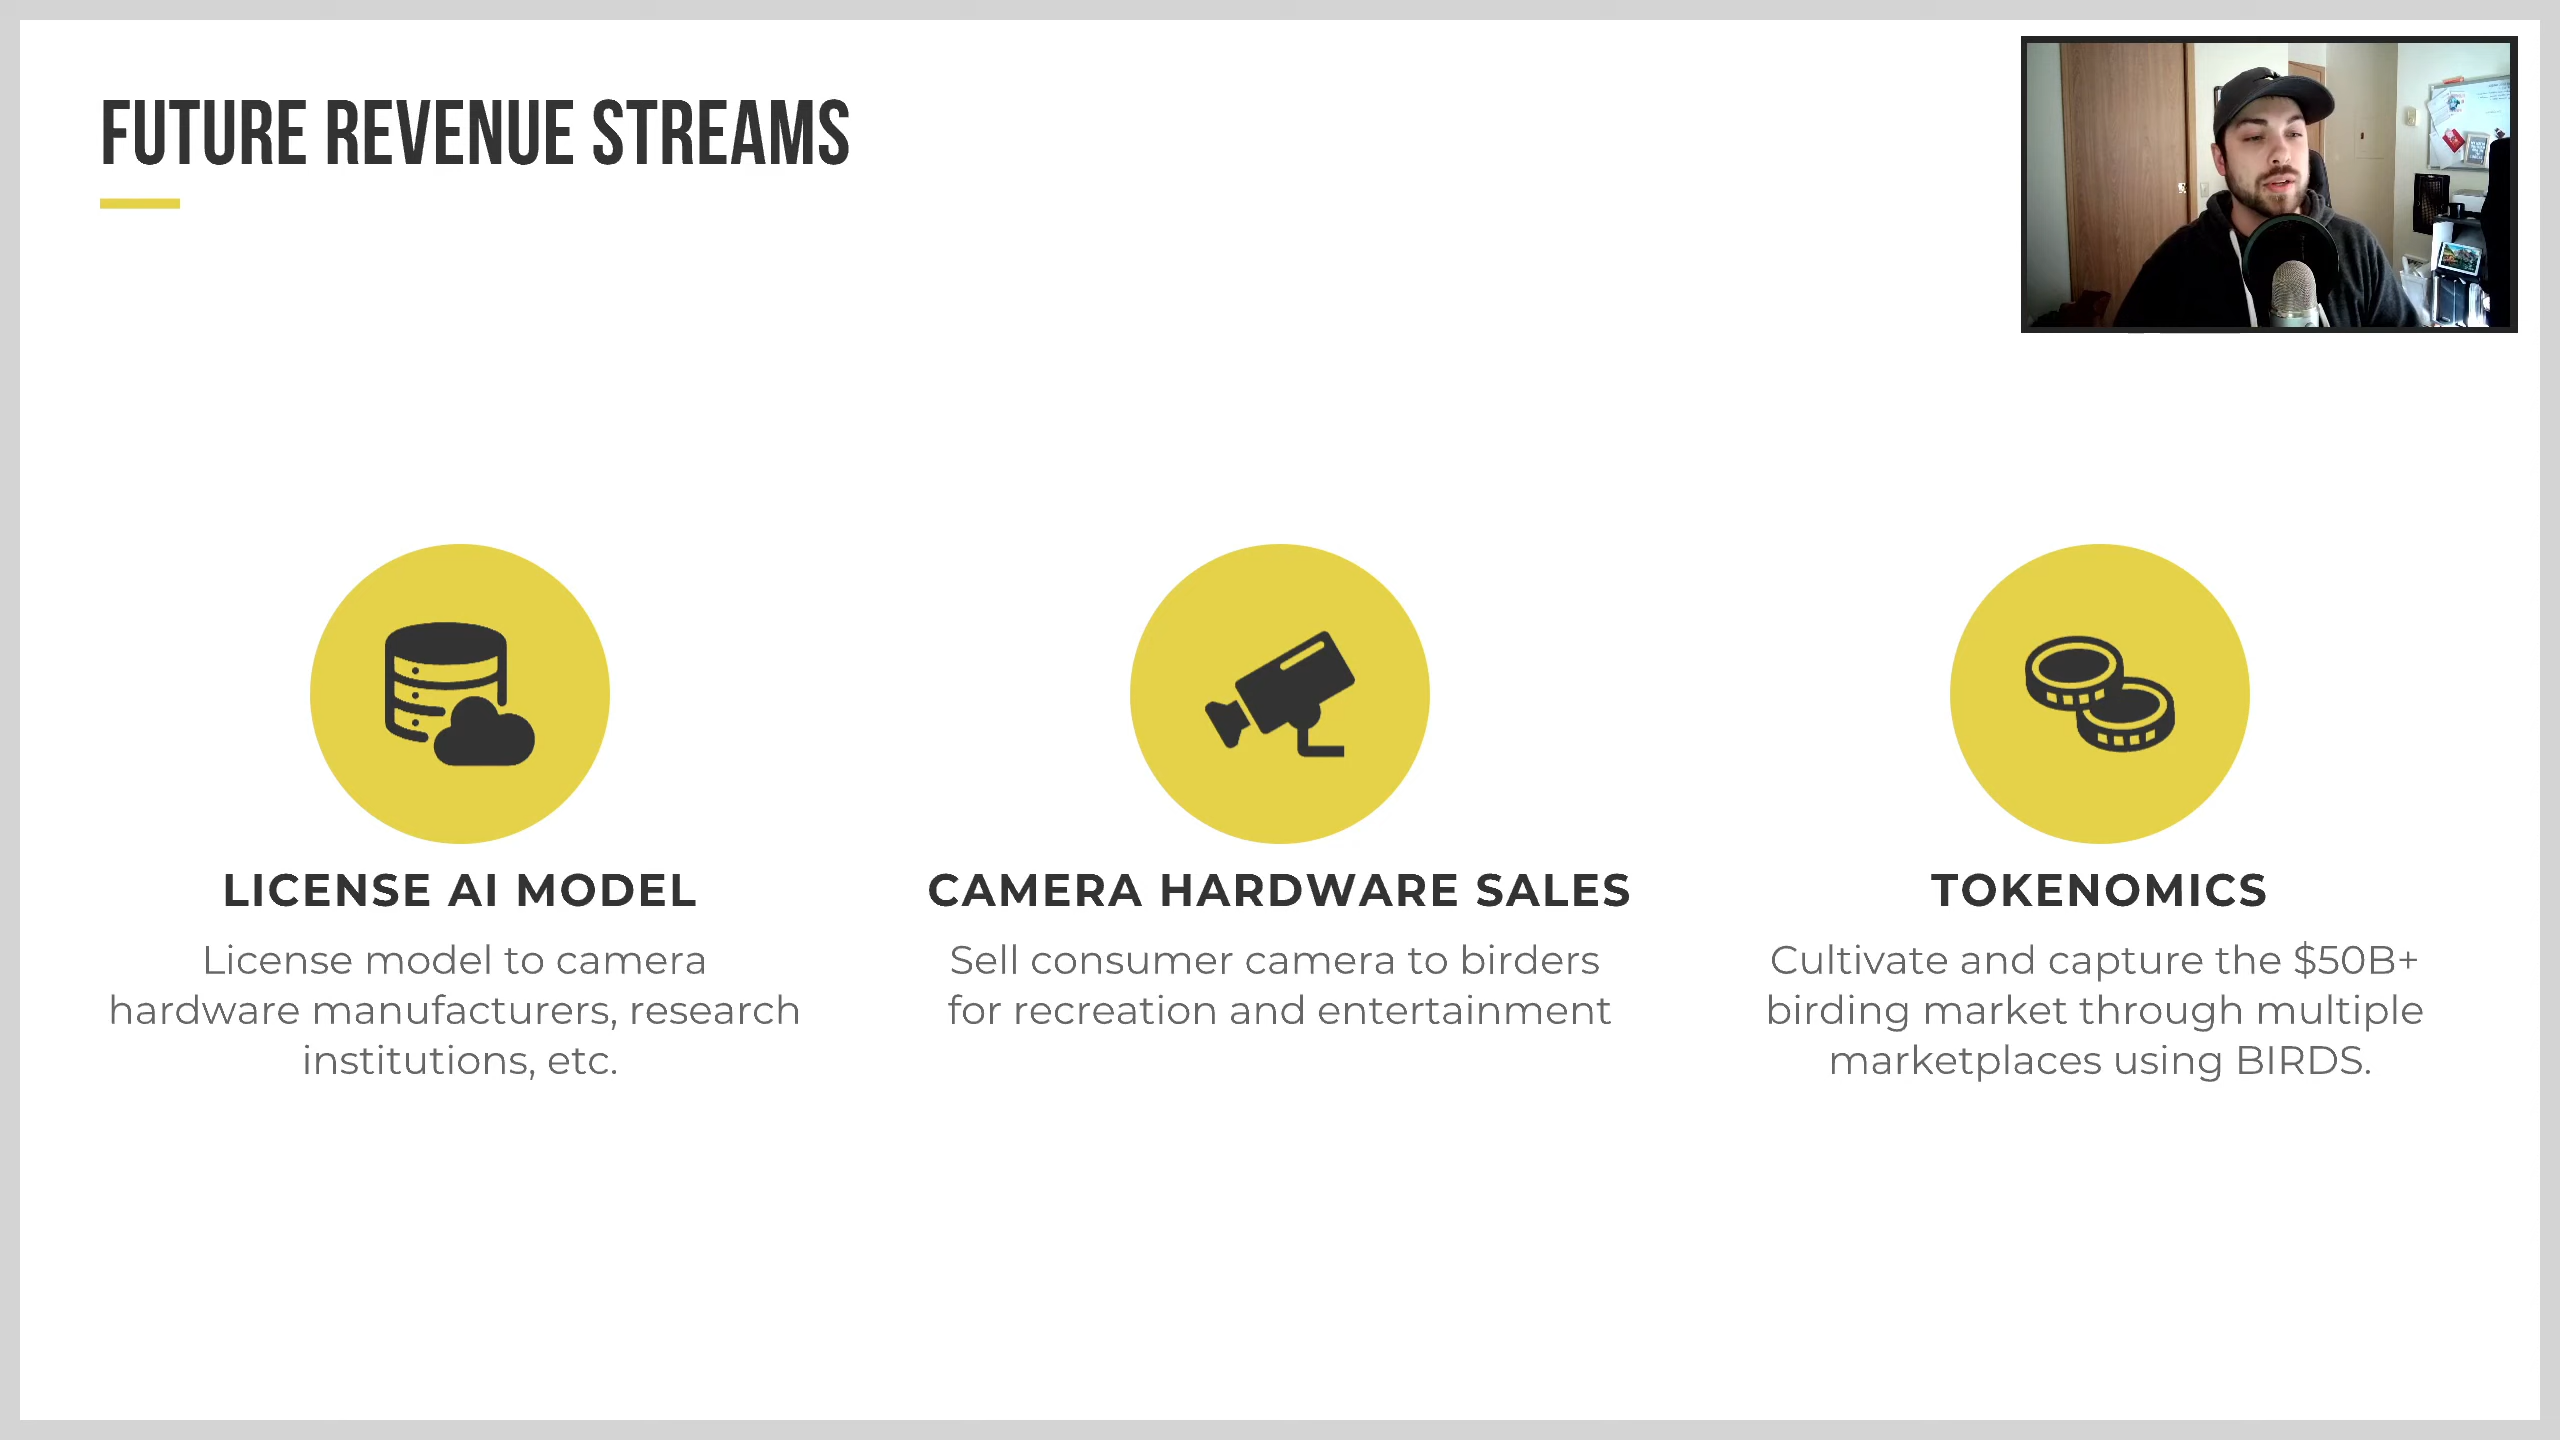 FUTURE REVENUE STREAMS
LICENSE AI MODEL
License model to camera
hardware manufacturers, research
institutions, etc.
CAMERA HARDWARE SALES
Sell consumer camera to birders
for recreation and entertainment
TOKENOMICS
Cultivate and capture the $50B+
birding market through multiple
marketplaces using BIRDS.